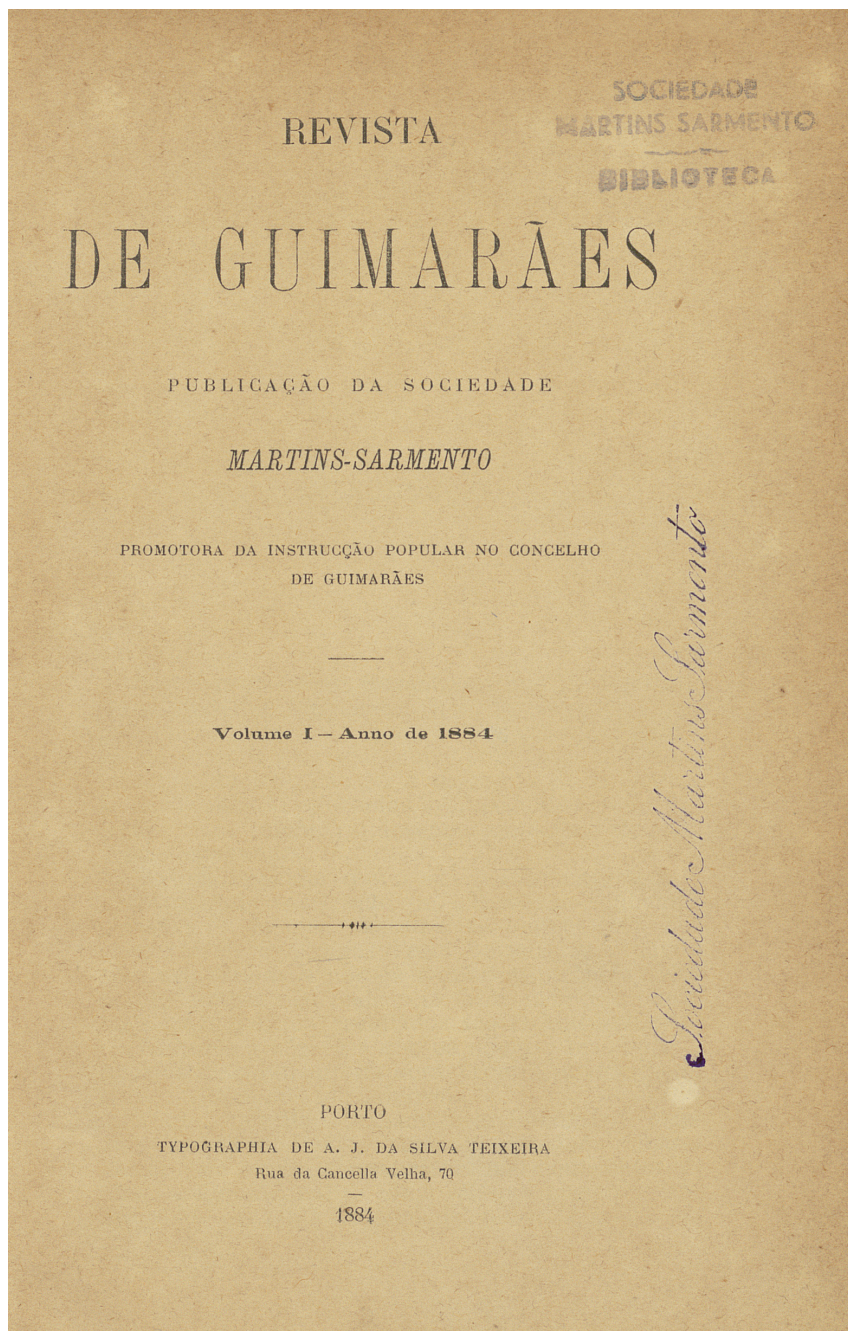 SOCIEDADE
MARTINS SARMENTO
BIBLIOTECA
REVISTA
DE GUIMARÃES
PUBLICAÇÃO DA SOCIEDADE
MARTINS-SARMENTO
PROMOTORA DA INSTRUCÇÃO POPULAR NO CONCELHO
DE GUIMARÃES
Volume I — Anno de 1884
Sociedade Martins Sarmento
PORTO
TYPOGRAPHIA DE A. J. DA SILVA TEIXEIRA
Rua da Cancella Velha, 70
1884